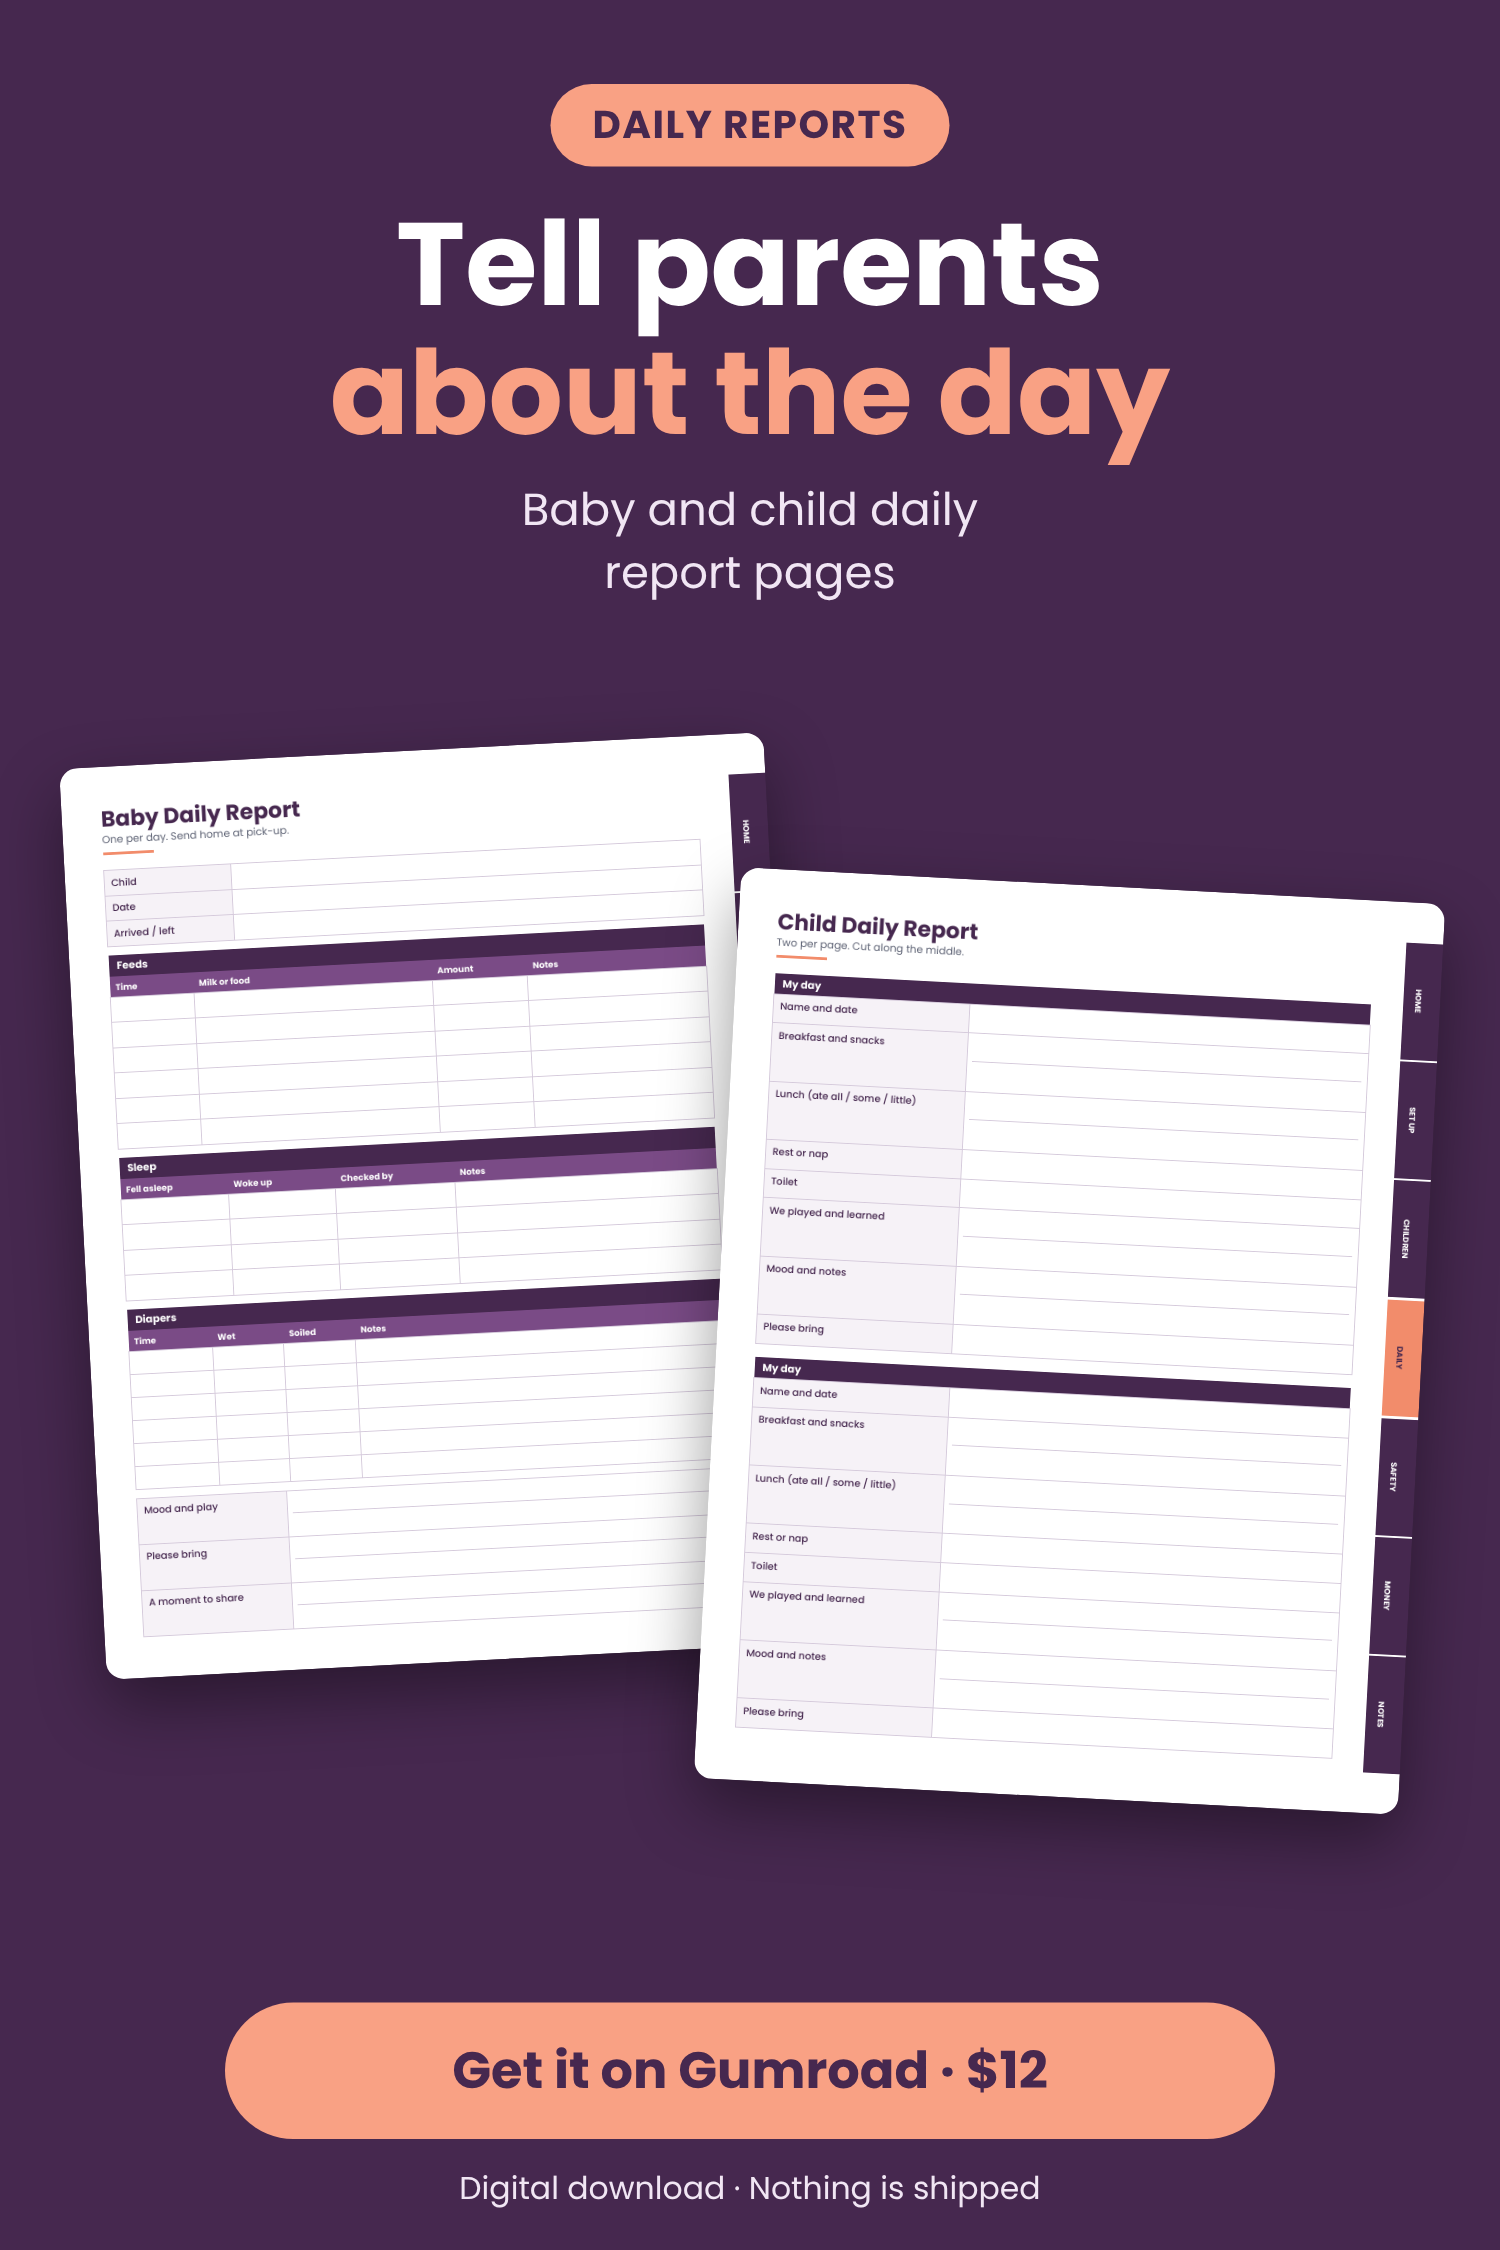 DAILY REPORTS
Tell parents
about the day
Baby and child daily
report pages
Baby Daily Report
One per day. Send home at pick-up.
Child
Date
Arrived / left
Feeds
Time Milk or food Amount Notes
Sleep
Fell asleep Woke up Checked by Notes
Diapers
Time Wet Soiled Notes
Mood and play
Please bring
A moment to share
HOME
Child Daily Report
Two per page. Cut along the middle.
My day
Name and date
Breakfast and snacks
Lunch (ate all / some / little)
Rest or nap
Toilet
We played and learned
Mood and notes
Please bring
My day
Name and date
Breakfast and snacks
Lunch (ate all / some / little)
Rest or nap
Toilet
We played and learned
Mood and notes
Please bring
HOME
SET UP
CHILDREN
DAILY
SAFETY
MONEY
NOTES
Get it on Gumroad · $12
Digital download · Nothing is shipped